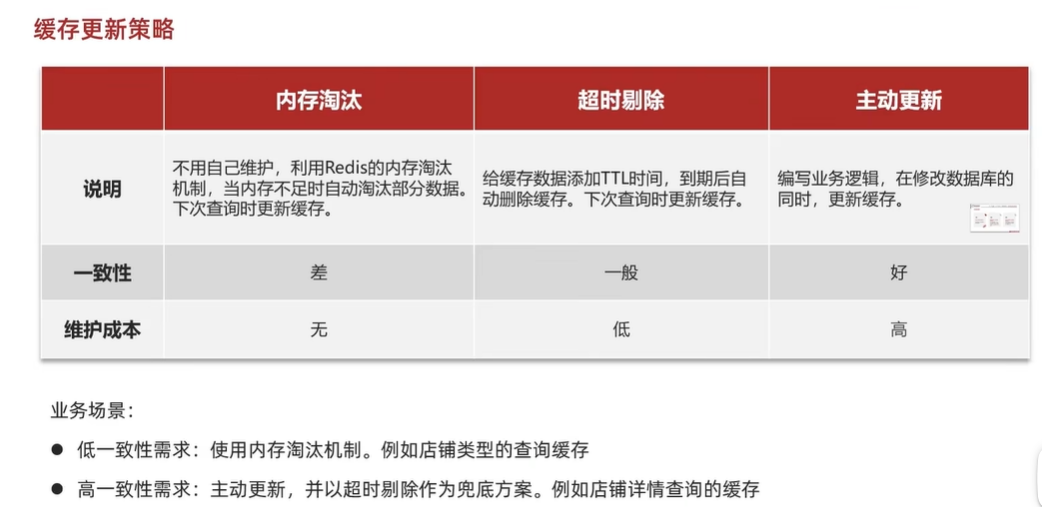 缓存更新策略
内存淘汰
超时剔除
主动更新
说明
不用自己维护，利用Redis的内存淘汰
机制，当内存不足时自动淘汰部分数据。
下次查询时更新缓存。
给缓存数据添加TTL时间，到期后自
动删除缓存。下次查询时更新缓存。
编写业务逻辑，在修改数据库的
同时，更新缓存。
一致性
差
一般
好
维护成本
无
低
高
业务场景：
● 低一致性需求：使用内存淘汰机制。例如店铺类型的查询缓存
● 高一致性需求：主动更新，并以超时剔除作为兜底方案。例如店铺详情查询的缓存